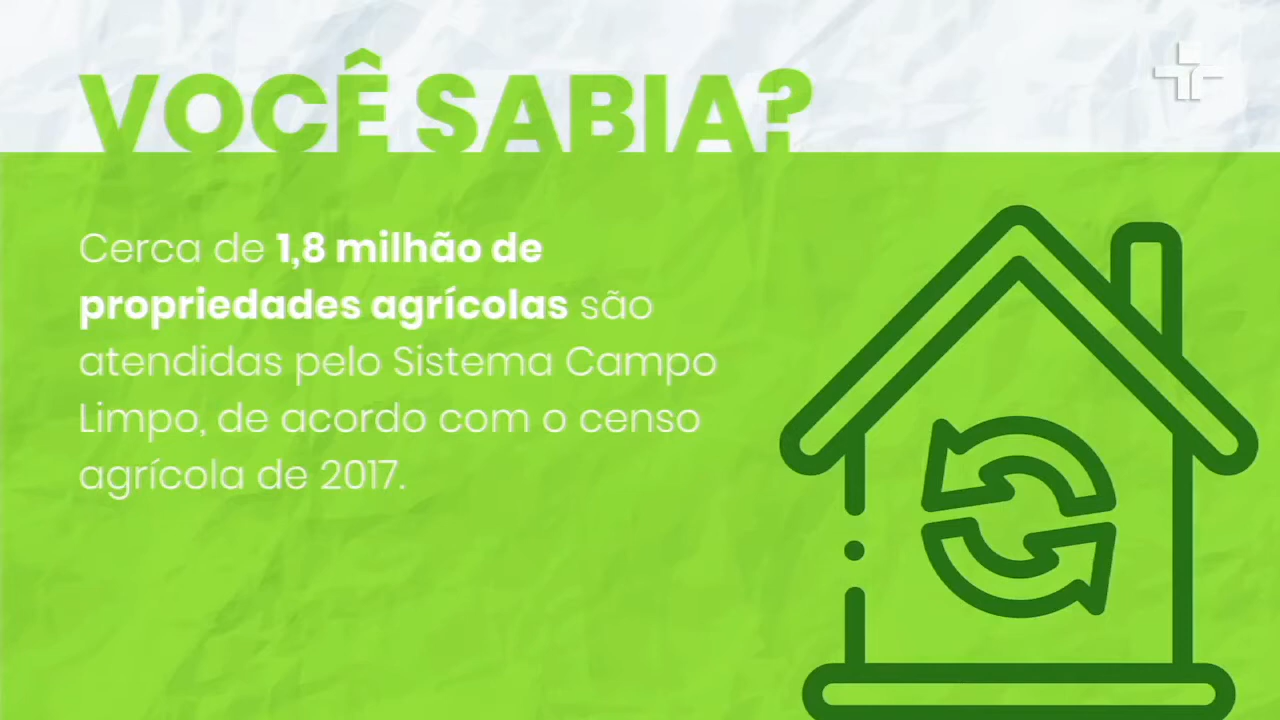 VOCÊ SABIA?
Cerca de 1,8 milhão de
propriedades agrícolas são
atendidas pelo Sistema Campo
Limpo, de acordo com o censo
agrícola de 2017.